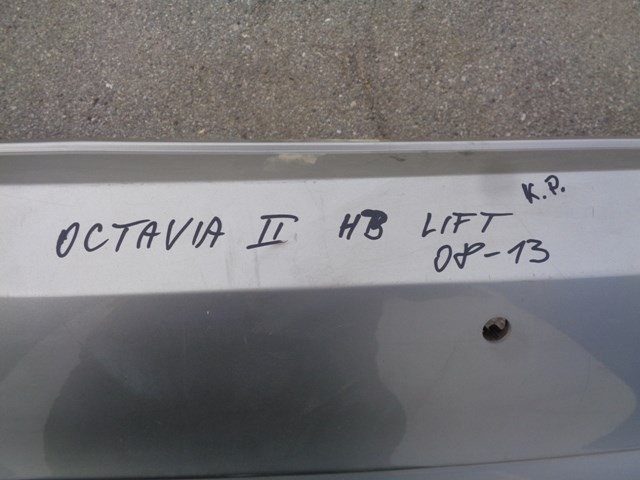 OCTAVIA II HB LIFT K.P.
08-13